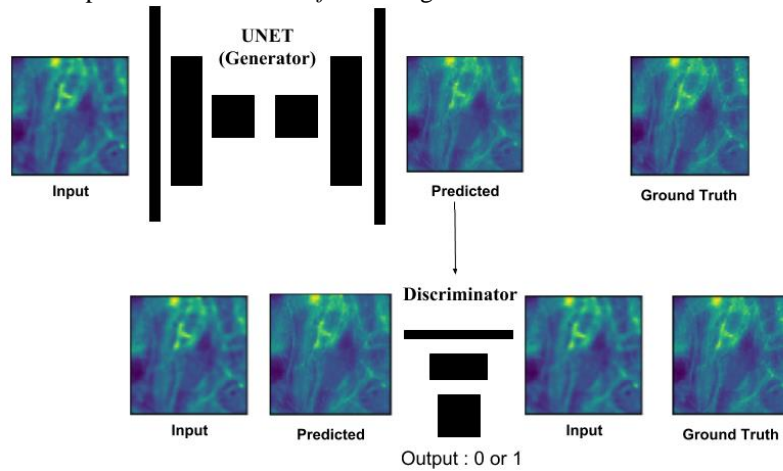 UNET
(Generator)
Input
Predicted
Ground Truth
Discriminator
Input
Predicted
Input
Ground Truth
Output : 0 or 1